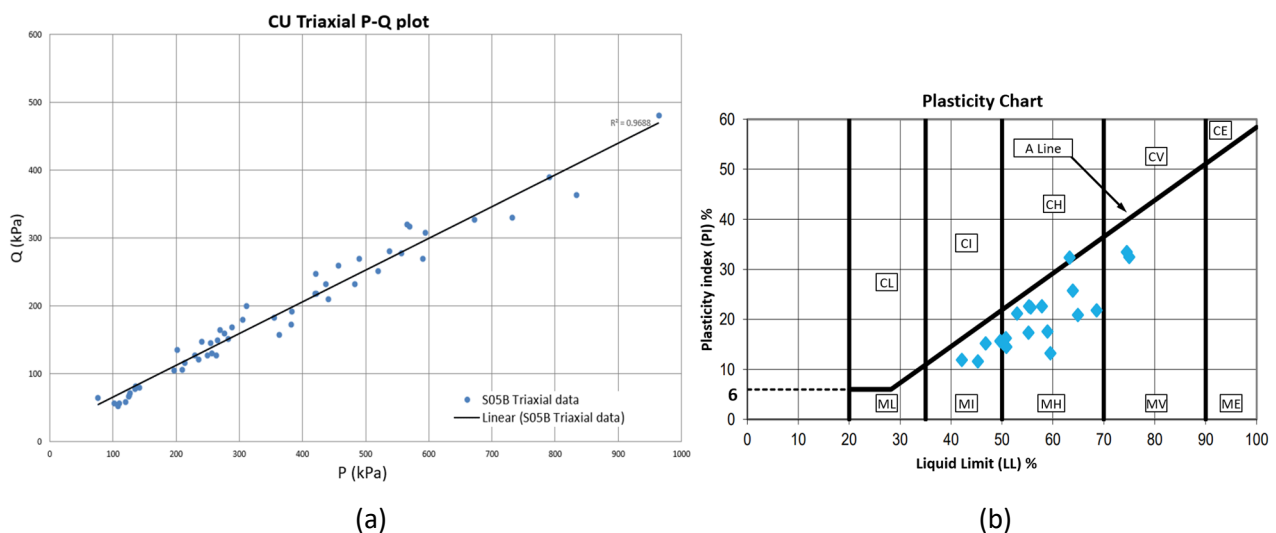 CU Triaxial P-Q plot
600
500
400
300
200
100
0
Q (kPa)
R² = 0.9688
S05B Triaxial data
Linear (S05B Triaxial data)
0 100 200 300 400 500 600 700 800 900 1000
P (kPa)
(a)
Plasticity Chart
60
50
40
30
20
10
6
0
Plasticity index (PI) %
A Line
CL
CI
CH
CV
CE
ML
MI
MH
MV
ME
0 10 20 30 40 50 60 70 80 90 100
Liquid Limit (LL) %
(b)